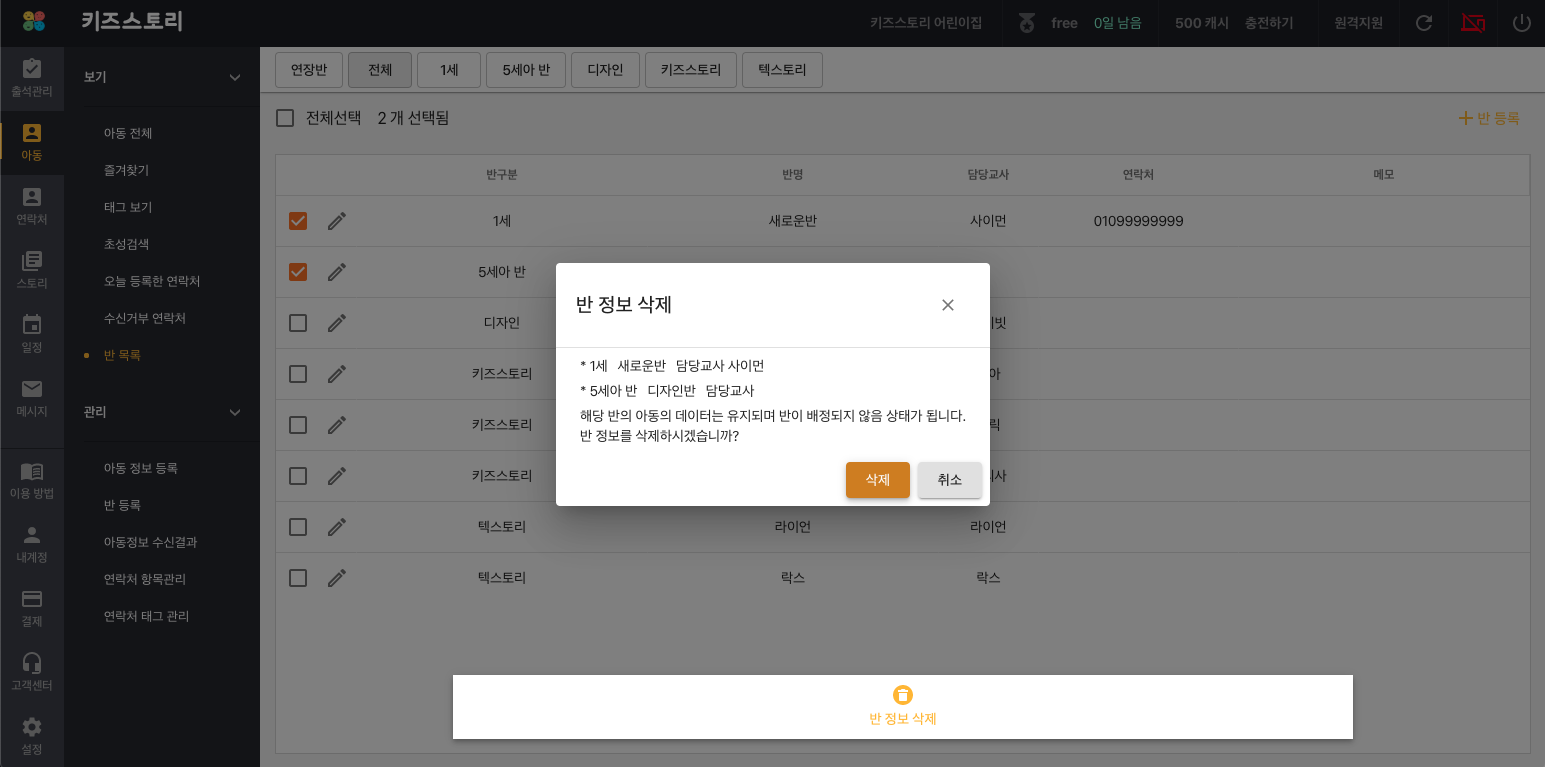 키즈스토리
키즈스토리 어린이집 free 0일 남음 500 캐시 충전하기 원격지원
출석관리
아동
연락처
스토리
일정
메시지
이용 방법
내계정
결제
고객센터
설정
보기
아동 전체
즐겨찾기
태그 보기
초성검색
오늘 등록한 연락처
수신거부 연락처
반 목록
관리
아동 정보 등록
반 등록
아동정보 수신결과
연락처 항목관리
연락처 태그 관리
연장반 전체 1세 5세아 반 디자인 키즈스토리 텍스토리
전체선택 2 개 선택됨 반 등록
반구분 반명 담당교사 연락처 메모
1세 새로운반 사이먼 01099999999
5세아 반
디자인
키즈스토리
키즈스토리 릭
키즈스토리
텍스토리 라이언 라이언
텍스토리 락스 락스
반 정보 삭제
* 1세 새로운반 담당교사 사이먼
* 5세아 반 디자인반 담당교사
해당 반의 아동의 데이터는 유지되며 반이 배정되지 않음 상태가 됩니다.
반 정보를 삭제하시겠습니까?
삭제 취소
반 정보 삭제